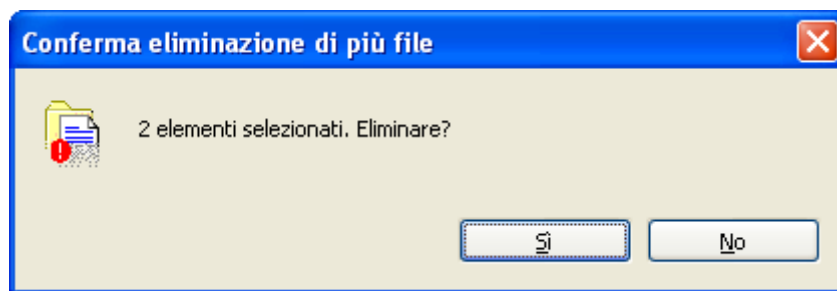 Conferma eliminazione di più file
2 elementi selezionati. Eliminare?
Sì
No